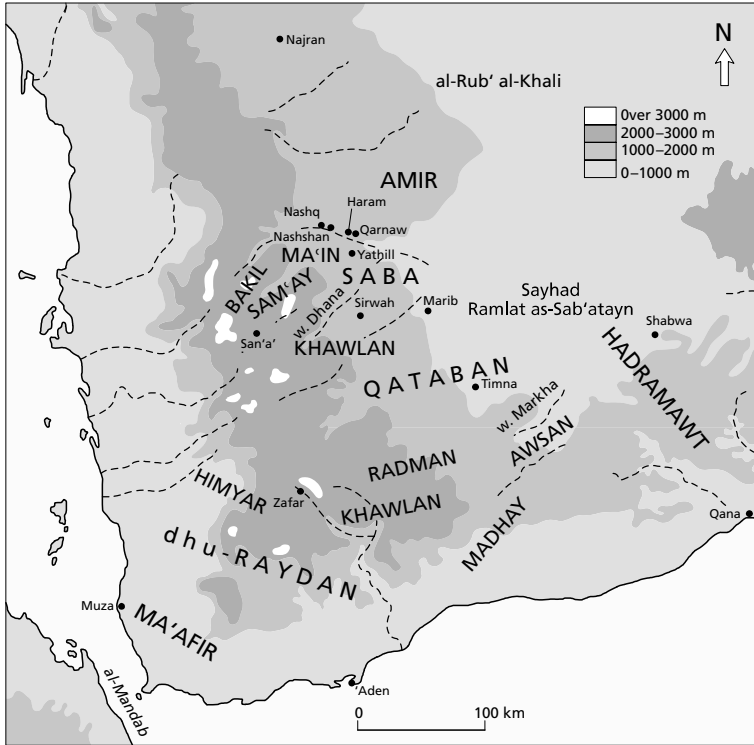 Najran
N
al-Rub‘ al-Khali
0ver 3000 m
2000–3000 m
1000–2000 m
0–1000 m
AMIR
Haram
Nashq
Nashshan
Qarnaw
MA‘IN
Yathill
SABA
BAKIL
SAM‘AY
w. Dhana
Sirwah
Marib
Sayhad
Ramlat as-Sab‘atayn
Shabwa
San‘a’
KHAWLAN
HADRAMAWT
QATABAN
Timna
w. Markha
AWSAN
RADMAN
HIMYAR
Zafar
KHAWLAN
MADHAY
Qana
dhu-RAYDAN
Muza
MA‘AFIR
al-Mandab
‘Aden
0 100 km